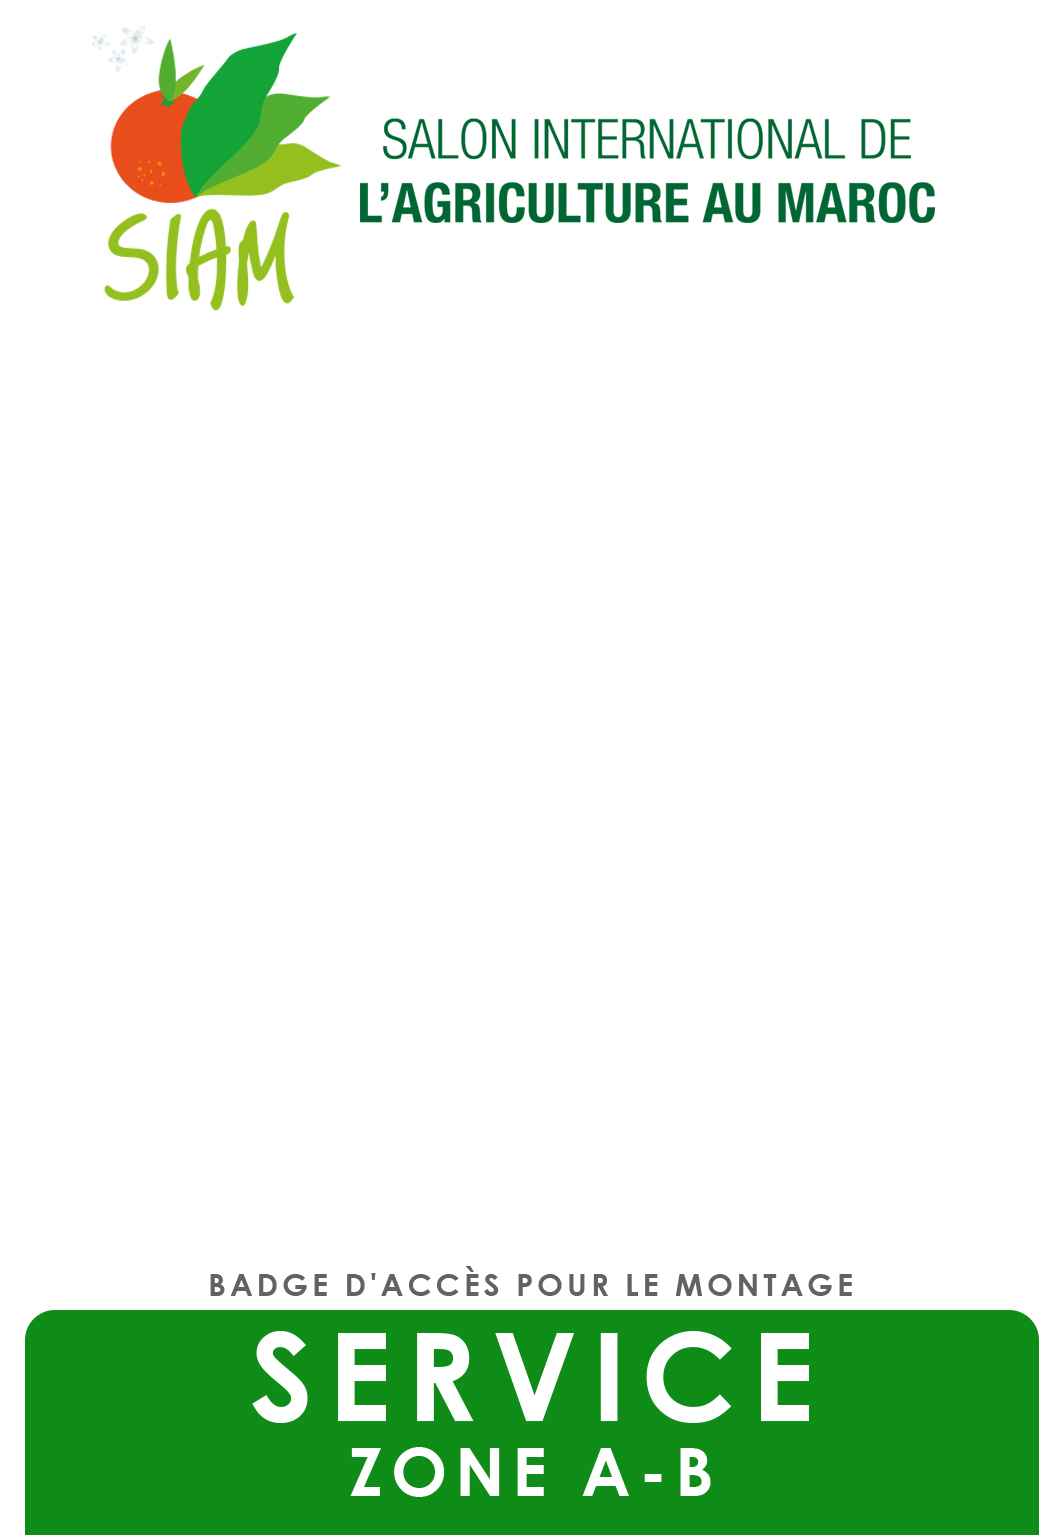 SALON INTERNATIONAL DE
L’AGRICULTURE AU MAROC
SIAM
BADGE D'ACCÈS POUR LE MONTAGE
SERVICE
ZONE A-B